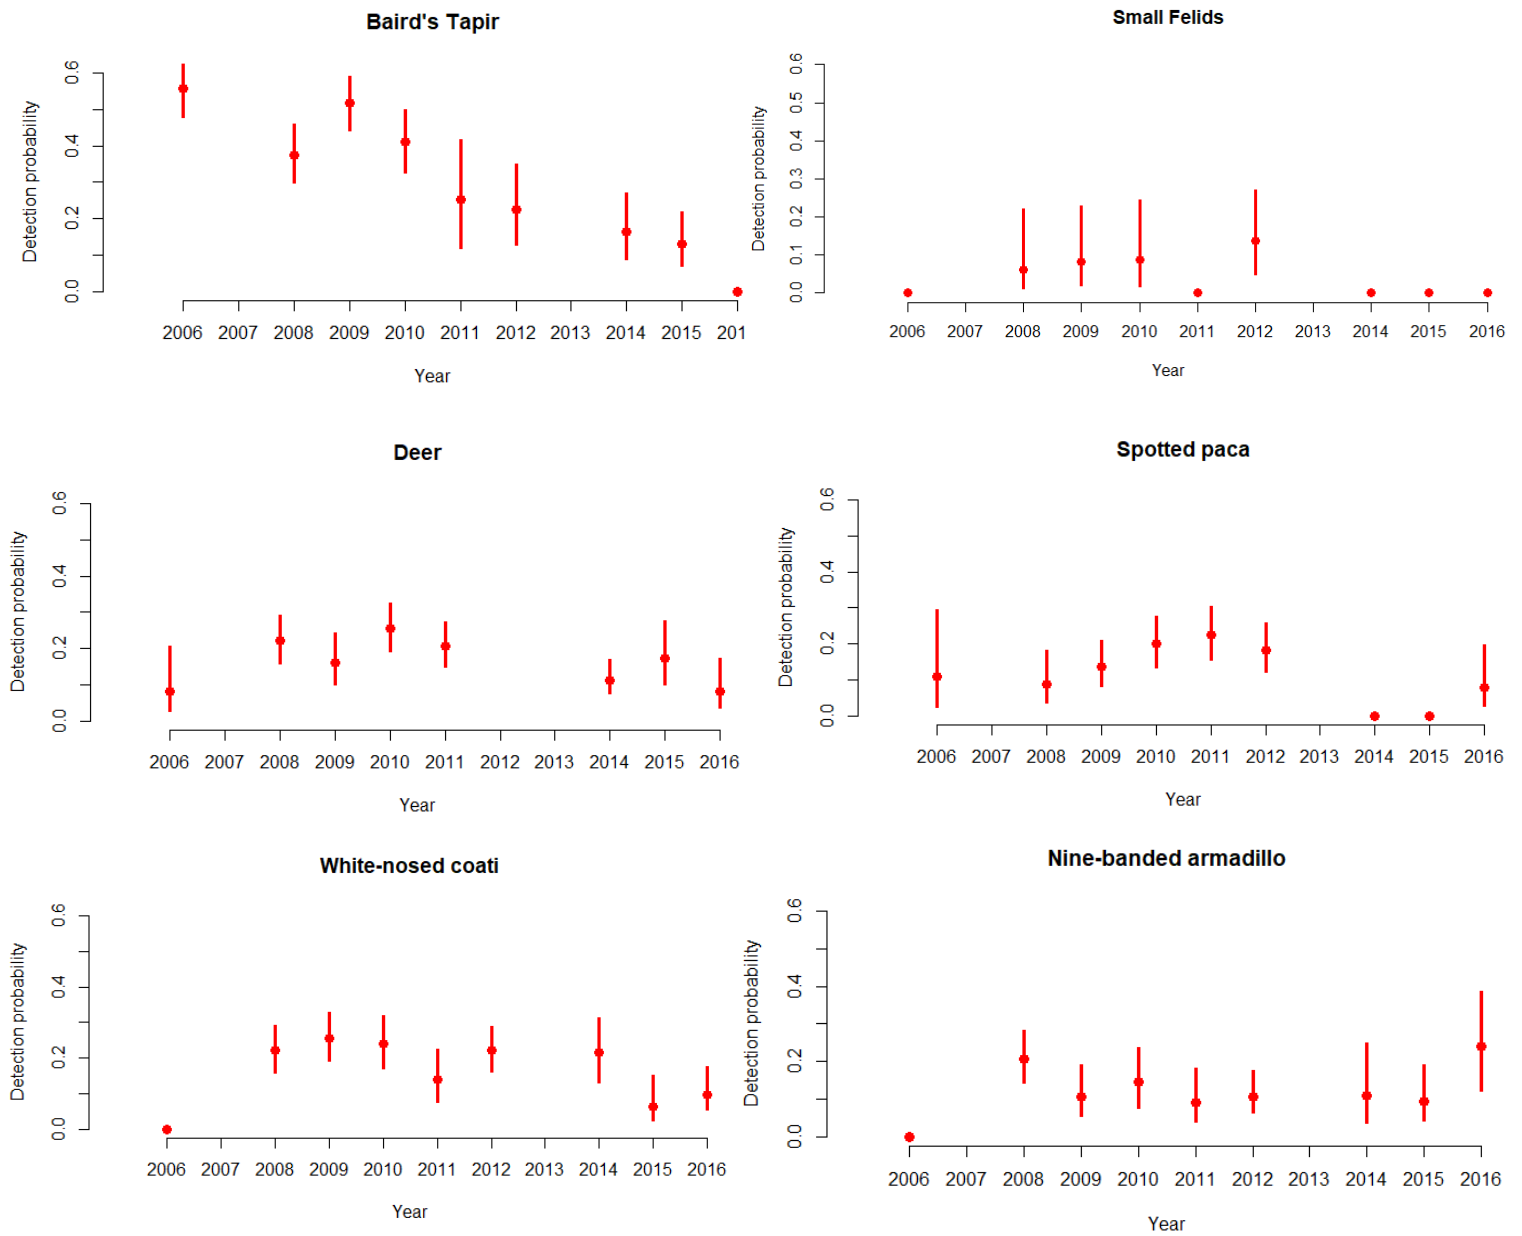 Baird's Tapir
Detection probability
0.0 0.2 0.4 0.6
2006 2007 2008 2009 2010 2011 2012 2013 2014 2015 201
Year
Small Felids
Detection probability
0.0 0.1 0.2 0.3 0.4 0.5 0.6
2006 2007 2008 2009 2010 2011 2012 2013 2014 2015 2016
Year
Deer
Detection probability
0.0 0.2 0.4 0.6
2006 2007 2008 2009 2010 2011 2012 2013 2014 2015 2016
Year
Spotted paca
Detection probability
0.0 0.2 0.4 0.6
2006 2007 2008 2009 2010 2011 2012 2013 2014 2015 2016
Year
White-nosed coati
Detection probability
0.0 0.2 0.4 0.6
2006 2007 2008 2009 2010 2011 2012 2013 2014 2015 2016
Year
Nine-banded armadillo
Detection probability
0.0 0.2 0.4 0.6
2006 2007 2008 2009 2010 2011 2012 2013 2014 2015 2016
Year